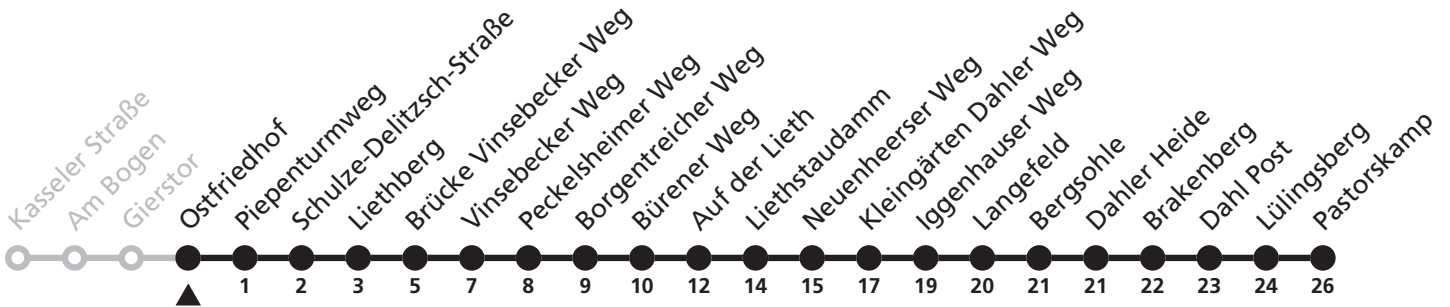 Kasseler Straße
Am Bogen
Gierstor
Ostfriedhof
Piepenturmweg
Schulze-Delitzsch-Straße
Liethberg
Brücke Vinsebecker Weg
Vinsebecker Weg
Peckelsheimer Weg
Borgentreicher Weg
Bürener Weg
Auf der Lieth
Liethstaudamm
Neuenheerser Weg
Kleingärten Dahler Weg
Iggenhauser Weg
Langefeld
Bergsohle
Dahler Heide
Brakenberg
Dahl Post
Lüllingsberg
Pastorskamp
1 2 3 5 7 8 9 10 12 14 15 17 19 20 21 21 22 23 24 26